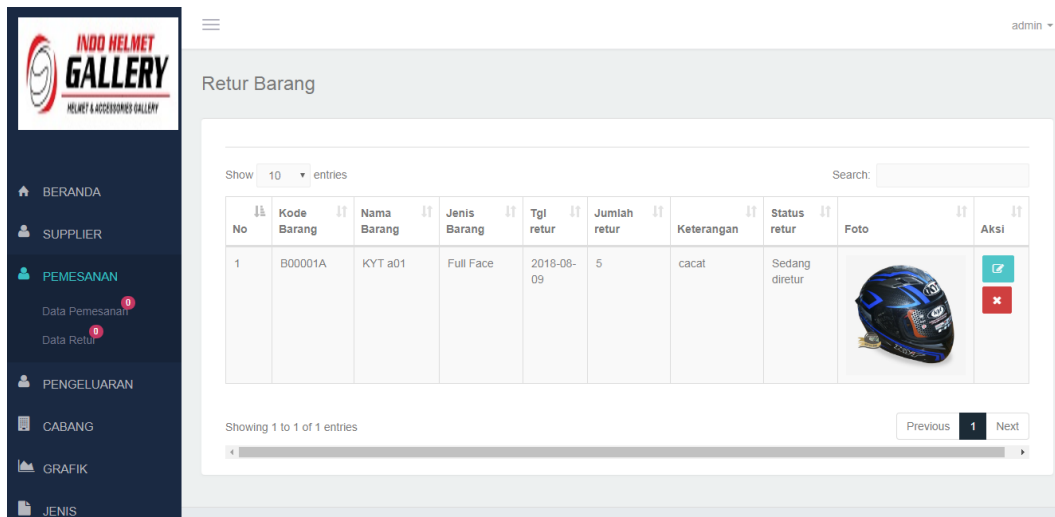 INDO HELMET
GALLERY
HELMET & ACCESSORIES GALLERY
admin
Retur Barang
BERANDA
SUPPLIER
PEMESANAN
Data Pemesanan 0
Data Retur 0
PENGELUARAN
CABANG
GRAFIK
JENIS
Show 10 entries
Search:
No Kode Barang Nama Barang Jenis Barang Tgl retur Jumlah retur Keterangan Status retur Foto Aksi
1 B00001A KYT a01 Full Face 2018-08-09 5 cacat Sedang diretur
KYT
Showing 1 to 1 of 1 entries
Previous 1 Next